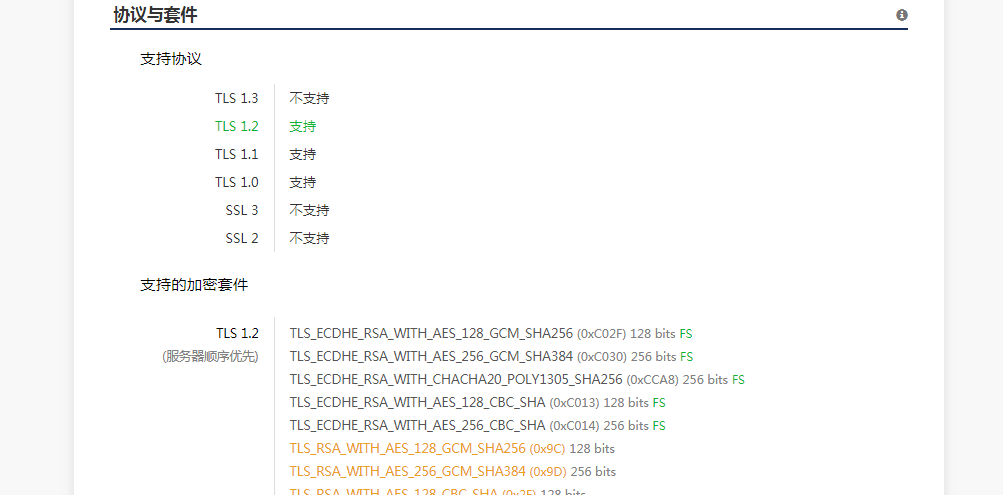 协议与套件
支持协议
TLS 1.3 不支持
TLS 1.2 支持
TLS 1.1 支持
TLS 1.0 支持
SSL 3 不支持
SSL 2 不支持
支持的加密套件
TLS 1.2 TLS_ECDHE_RSA_WITH_AES_128_GCM_SHA256 (0xC02F) 128 bits FS
(服务器顺序优先) TLS_ECDHE_RSA_WITH_AES_256_GCM_SHA384 (0xC030) 256 bits FS
TLS_ECDHE_RSA_WITH_CHACHA20_POLY1305_SHA256 (0xCCA8) 256 bits FS
TLS_ECDHE_RSA_WITH_AES_128_CBC_SHA (0xC013) 128 bits FS
TLS_ECDHE_RSA_WITH_AES_256_CBC_SHA (0xC014) 256 bits FS
TLS_RSA_WITH_AES_128_GCM_SHA256 (0x9C) 128 bits
TLS_RSA_WITH_AES_256_GCM_SHA384 (0x9D) 256 bits
TLS_RSA_WITH_AES_128_CBC_SHA (0x2F) 128 bits